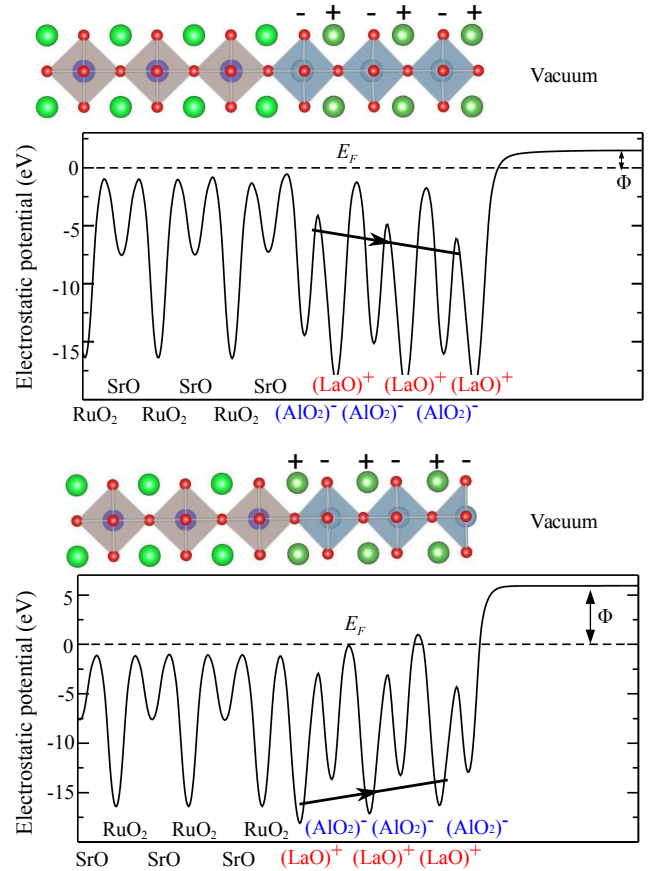 - + - + - +
Vacuum
Electrostatic potential (eV)
0
-5
-10
-15
E_F
Φ
SrO SrO SrO (LaO)⁺ (LaO)⁺ (LaO)⁺
RuO₂ RuO₂ RuO₂ (AlO₂)⁻ (AlO₂)⁻ (AlO₂)⁻
+ - + - + -
Vacuum
Electrostatic potential (eV)
5
0
-5
-10
-15
E_F
Φ
RuO₂ RuO₂ RuO₂ (AlO₂)⁻ (AlO₂)⁻ (AlO₂)⁻
SrO SrO SrO (LaO)⁺ (LaO)⁺ (LaO)⁺